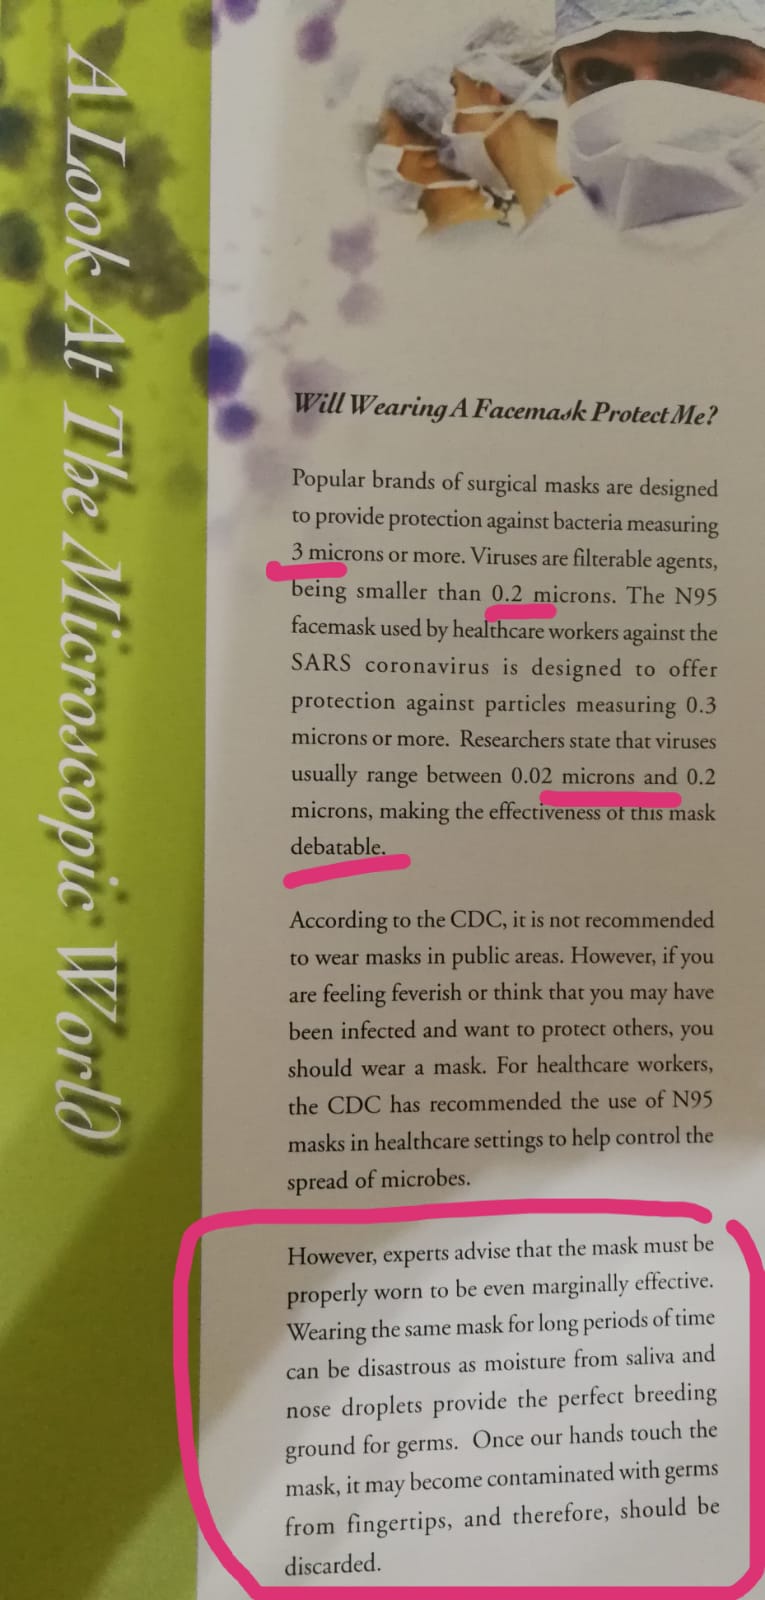 A Look At The Microscopic World
Will Wearing A Facemask Protect Me?
Popular brands of surgical masks are designed
to provide protection against bacteria measuring
3 microns or more. Viruses are filterable agents,
being smaller than 0.2 microns. The N95
facemask used by healthcare workers against the
SARS coronavirus is designed to offer
protection against particles measuring 0.3
microns or more. Researchers state that viruses
usually range between 0.02 microns and 0.2
microns, making the effectiveness of this mask
debatable.
According to the CDC, it is not recommended
to wear masks in public areas. However, if you
are feeling feverish or think that you may have
been infected and want to protect others, you
should wear a mask. For healthcare workers,
the CDC has recommended the use of N95
masks in healthcare settings to help control the
spread of microbes.
However, experts advise that the mask must be
properly worn to be even marginally effective.
Wearing the same mask for long periods of time
can be disastrous as moisture from saliva and
nose droplets provide the perfect breeding
ground for germs. Once our hands touch the
mask, it may become contaminated with germs
from fingertips, and therefore, should be
discarded.